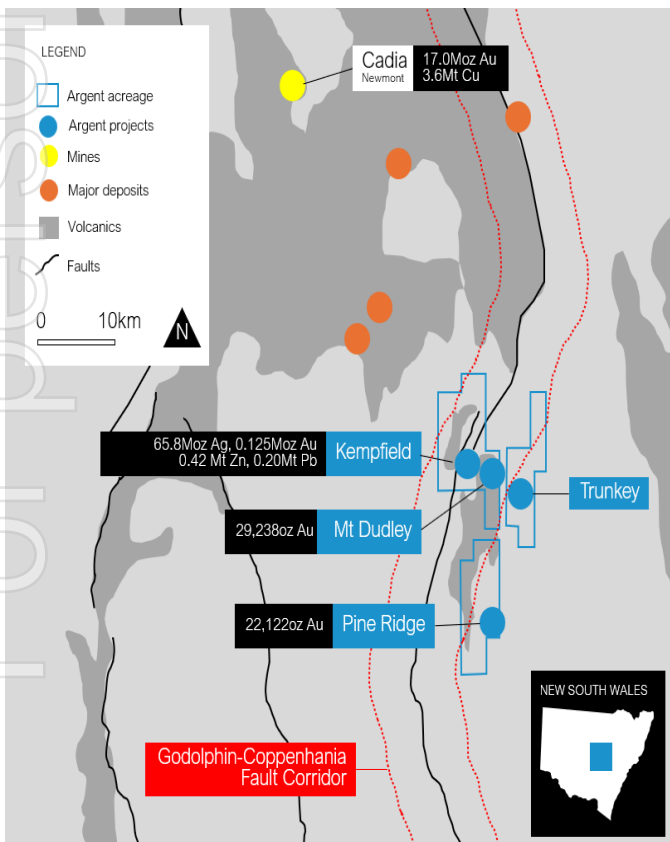 LEGEND
Argent acreage
Argent projects
Mines
Major deposits
Volcanics
Faults
0 10km
N
Cadia
Newmont
17.0Moz Au
3.6Mt Cu
65.8Moz Ag, 0.125Moz Au
0.42 Mt Zn, 0.20Mt Pb
Kempfield
Trunkey
29,238oz Au
Mt Dudley
22,122oz Au
Pine Ridge
Godolphin-Coppenhania
Fault Corridor
NEW SOUTH WALES